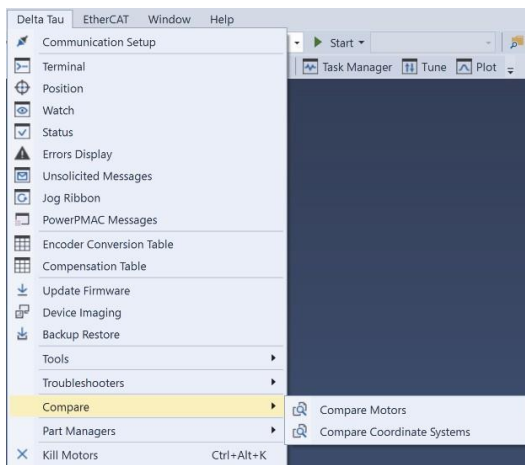 Delta Tau EtherCAT Window Help
Communication Setup
Start
Terminal
Task Manager Tune Plot
Position
Watch
Status
Errors Display
Unsolicited Messages
Jog Ribbon
PowerPMAC Messages
Encoder Conversion Table
Compensation Table
Update Firmware
Device Imaging
Backup Restore
Tools
Troubleshooters
Compare
Compare Motors
Compare Coordinate Systems
Part Managers
Kill Motors Ctrl+Alt+K